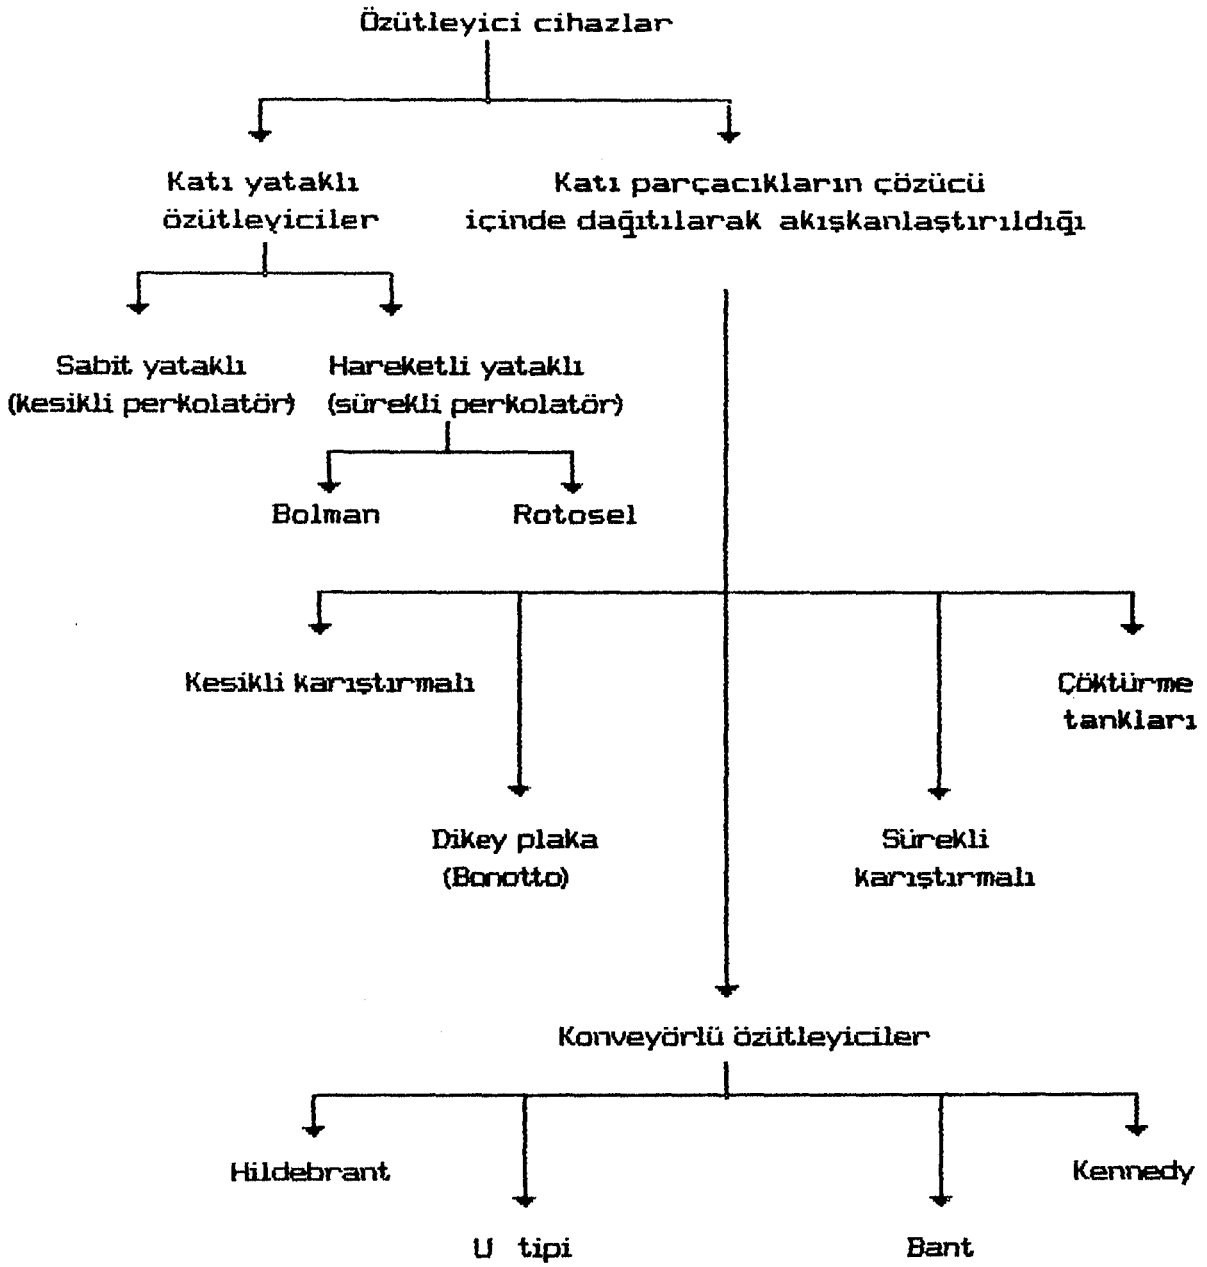 Özütleyici cihazlar
Katı yataklı
özütleyiciler
Katı parçacıkların çözücü
içinde dağıtılarak akışkanlaştırıldığı
Sabit yataklı
(kesikli perkolatör)
Hareketli yataklı
(sürekli perkolatör)
Bolman
Rotosel
Kesikli karıştırmalı
Çöktürme
tankları
Dikey plaka
(Bonotto)
Sürekli
karıştırmalı
Konveyörlü özütleyiciler
Hildebrant
Kennedy
U tipi
Bant